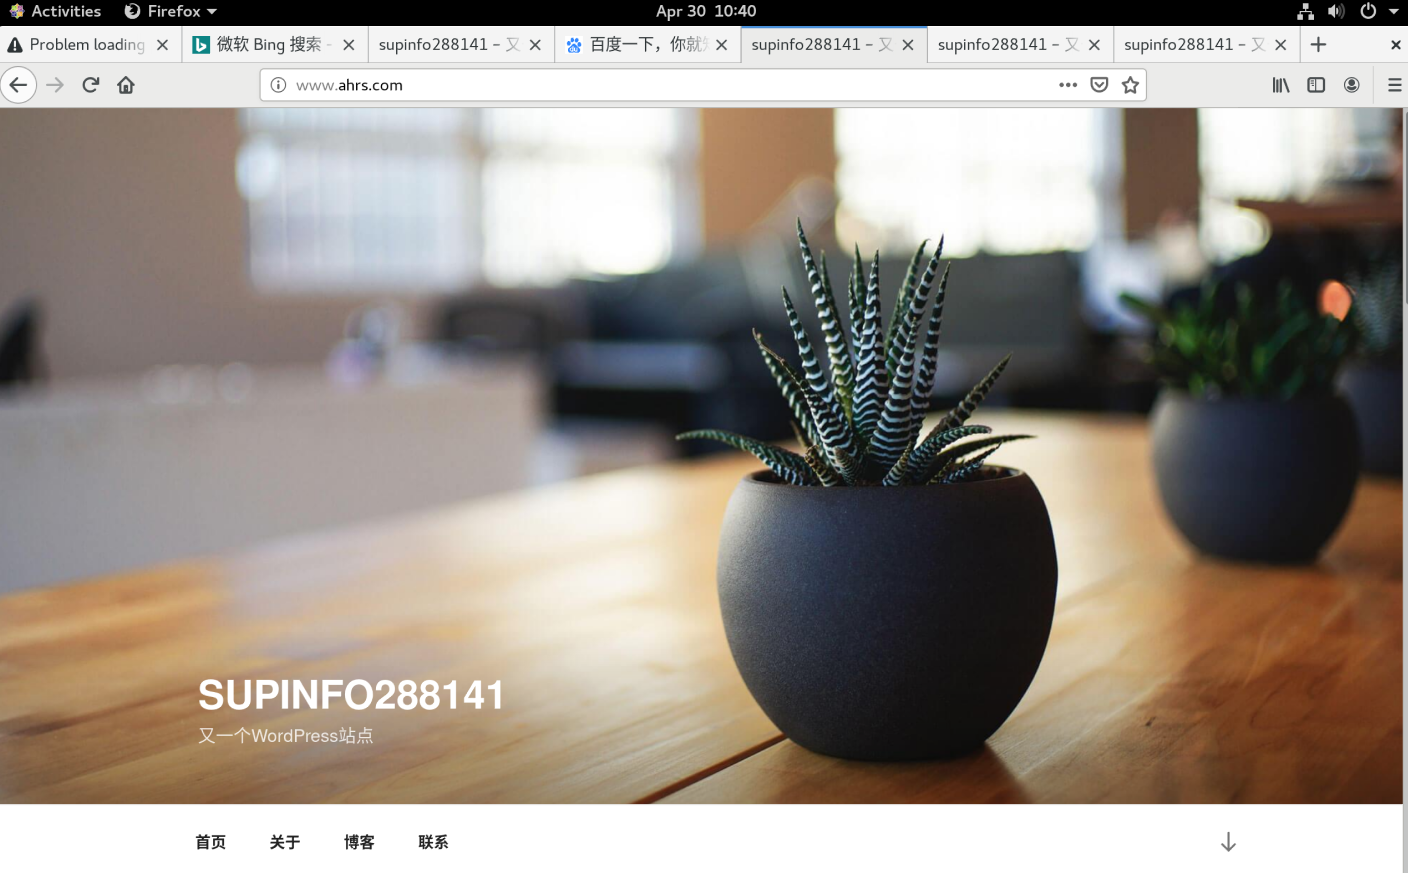 Activities Firefox Apr 30 10:40
Problem loading 微软 Bing 搜索 - supinfo288141 – 又 百度一下，你就知 supinfo288141 – 又 supinfo288141 – 又 supinfo288141 – 又
www.ahrs.com
SUPINFO288141
又一个WordPress站点
首页 关于 博客 联系